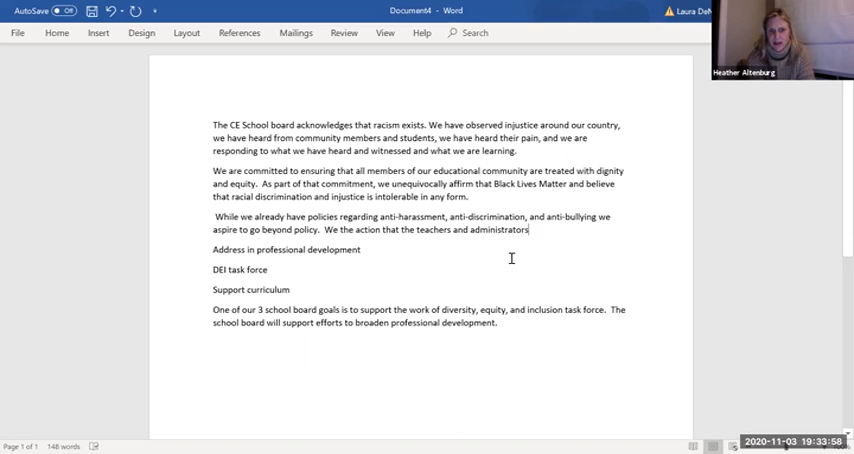 AutoSave Off Document4 - Word Laura DeN
File Home Insert Design Layout References Mailings Review View Help Search
Heather Altenburg
The CE School board acknowledges that racism exists. We have observed injustice around our country,
we have heard from community members and students, we have heard their pain, and we are
responding to what we have heard and witnessed and what we are learning.
We are committed to ensuring that all members of our educational community are treated with dignity
and equity. As part of that commitment, we unequivocally affirm that Black Lives Matter and believe
that racial discrimination and injustice is intolerable in any form.
While we already have policies regarding anti-harassment, anti-discrimination, and anti-bullying we
aspire to go beyond policy. We the action that the teachers and administrators
Address in professional development
DEI task force
Support curriculum
One of our 3 school board goals is to support the work of diversity, equity, and inclusion task force. The
school board will support efforts to broaden professional development.
Page 1 of 1 148 words
2020-11-03 19:33:58